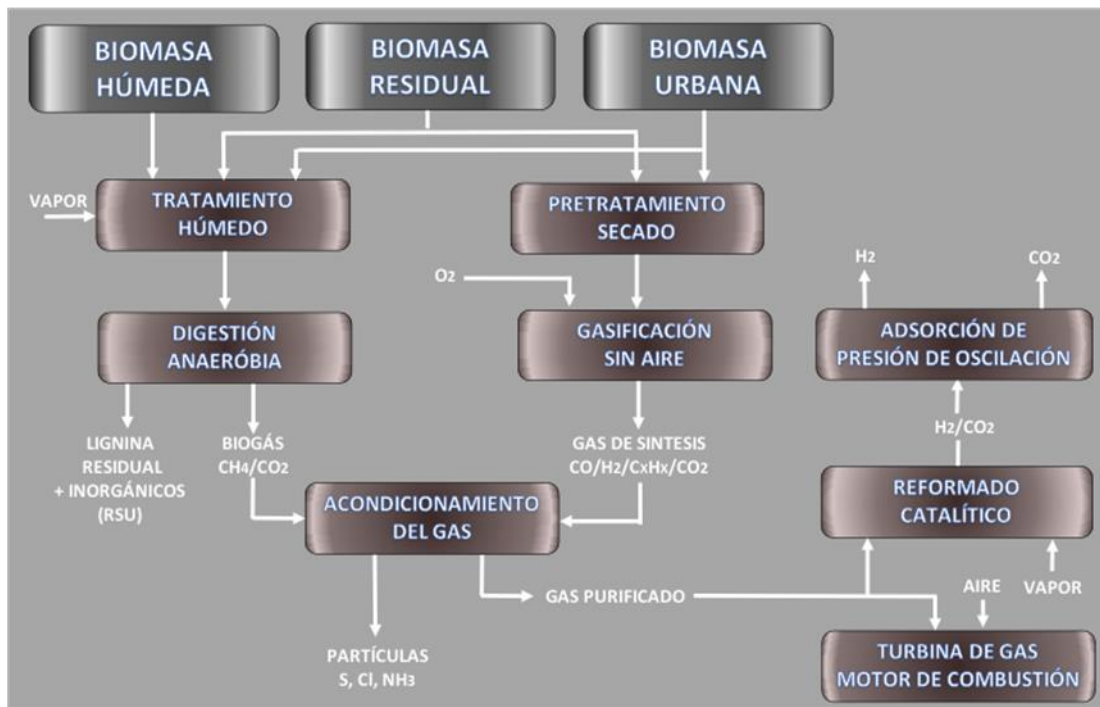 BIOMASA
HÚMEDA
BIOMASA
RESIDUAL
BIOMASA
URBANA
VAPOR
TRATAMIENTO
HÚMEDO
PRETRATAMIENTO
SECADO
O2
H2
CO2
DIGESTIÓN
ANAERÓBIA
GASIFICACIÓN
SIN AIRE
ADSORCIÓN DE
PRESIÓN DE OSCILACIÓN
LIGNINA
RESIDUAL
+ INORGÁNICOS
(RSU)
BIOGÁS
CH4/CO2
GAS DE SINTESIS
CO/H2/CxHx/CO2
H2/CO2
ACONDICIONAMIENTO
DEL GAS
REFORMADO
CATALÍTICO
GAS PURIFICADO
AIRE
VAPOR
PARTÍCULAS
S, Cl, NH3
TURBINA DE GAS
MOTOR DE COMBUSTIÓN